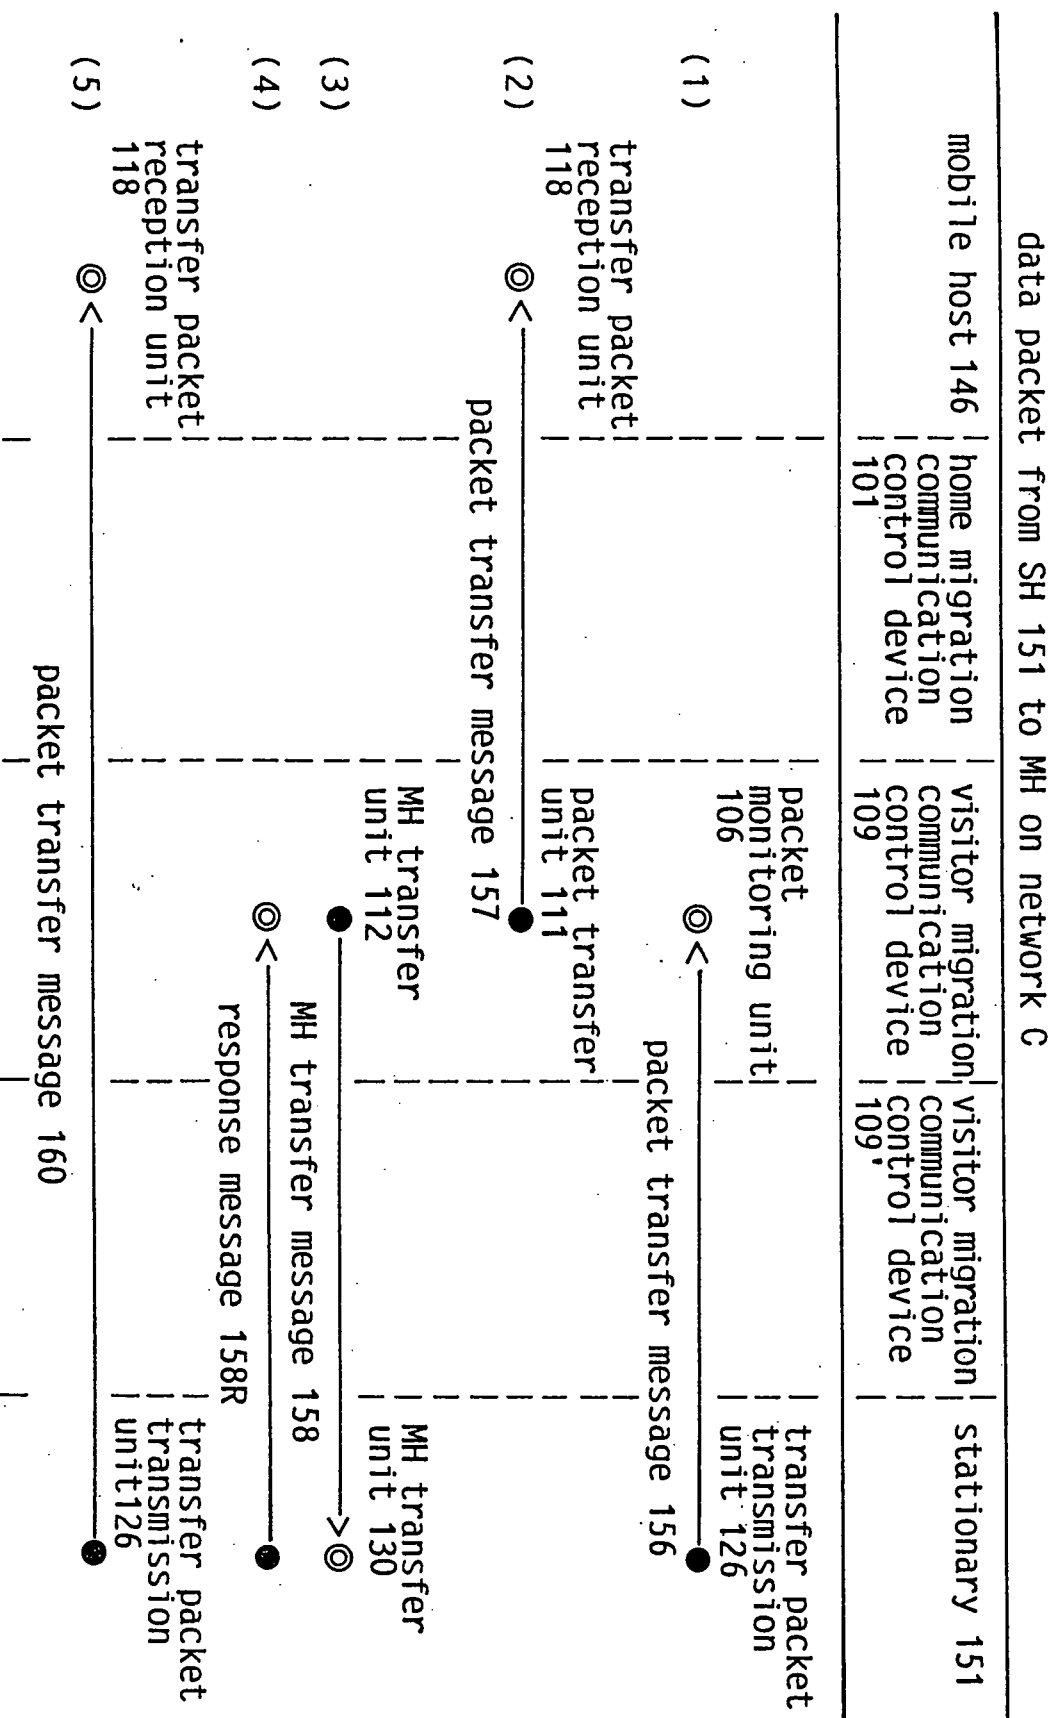 data packet from SH 151 to MH on network C
mobile host 146
home migration
communication
control device
101
visitor migration
communication
control device
109
visitor migration
communication
control device
109'
stationary 151
(1)
packet
monitoring unit
106
transfer packet
transmission
unit 126
packet transfer message 156
(2)
transfer packet
reception unit
118
packet transfer
unit 111
packet transfer message 157
(3)
MH transfer
unit 112
MH transfer
unit 130
MH transfer message 158
(4)
response message 158R
(5)
transfer packet
reception unit
118
transfer packet
transmission
unit126
packet transfer message 160